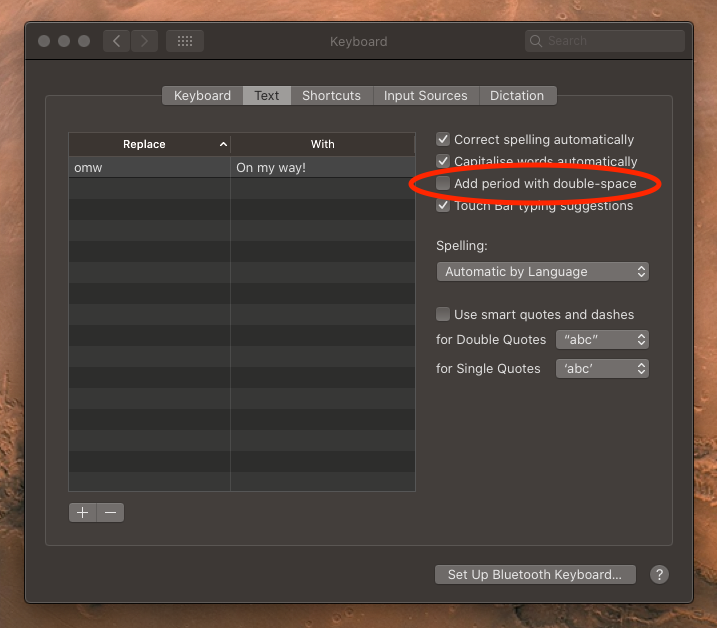 Keyboard
Search
Keyboard
Text
Shortcuts
Input Sources
Dictation
Replace
With
omw
On my way!
Correct spelling automatically
Capitalise words automatically
Add period with double-space
Touch Bar typing suggestions
Spelling:
Automatic by Language
Use smart quotes and dashes
for Double Quotes
“abc”
for Single Quotes
‘abc’
+
−
Set Up Bluetooth Keyboard...
?